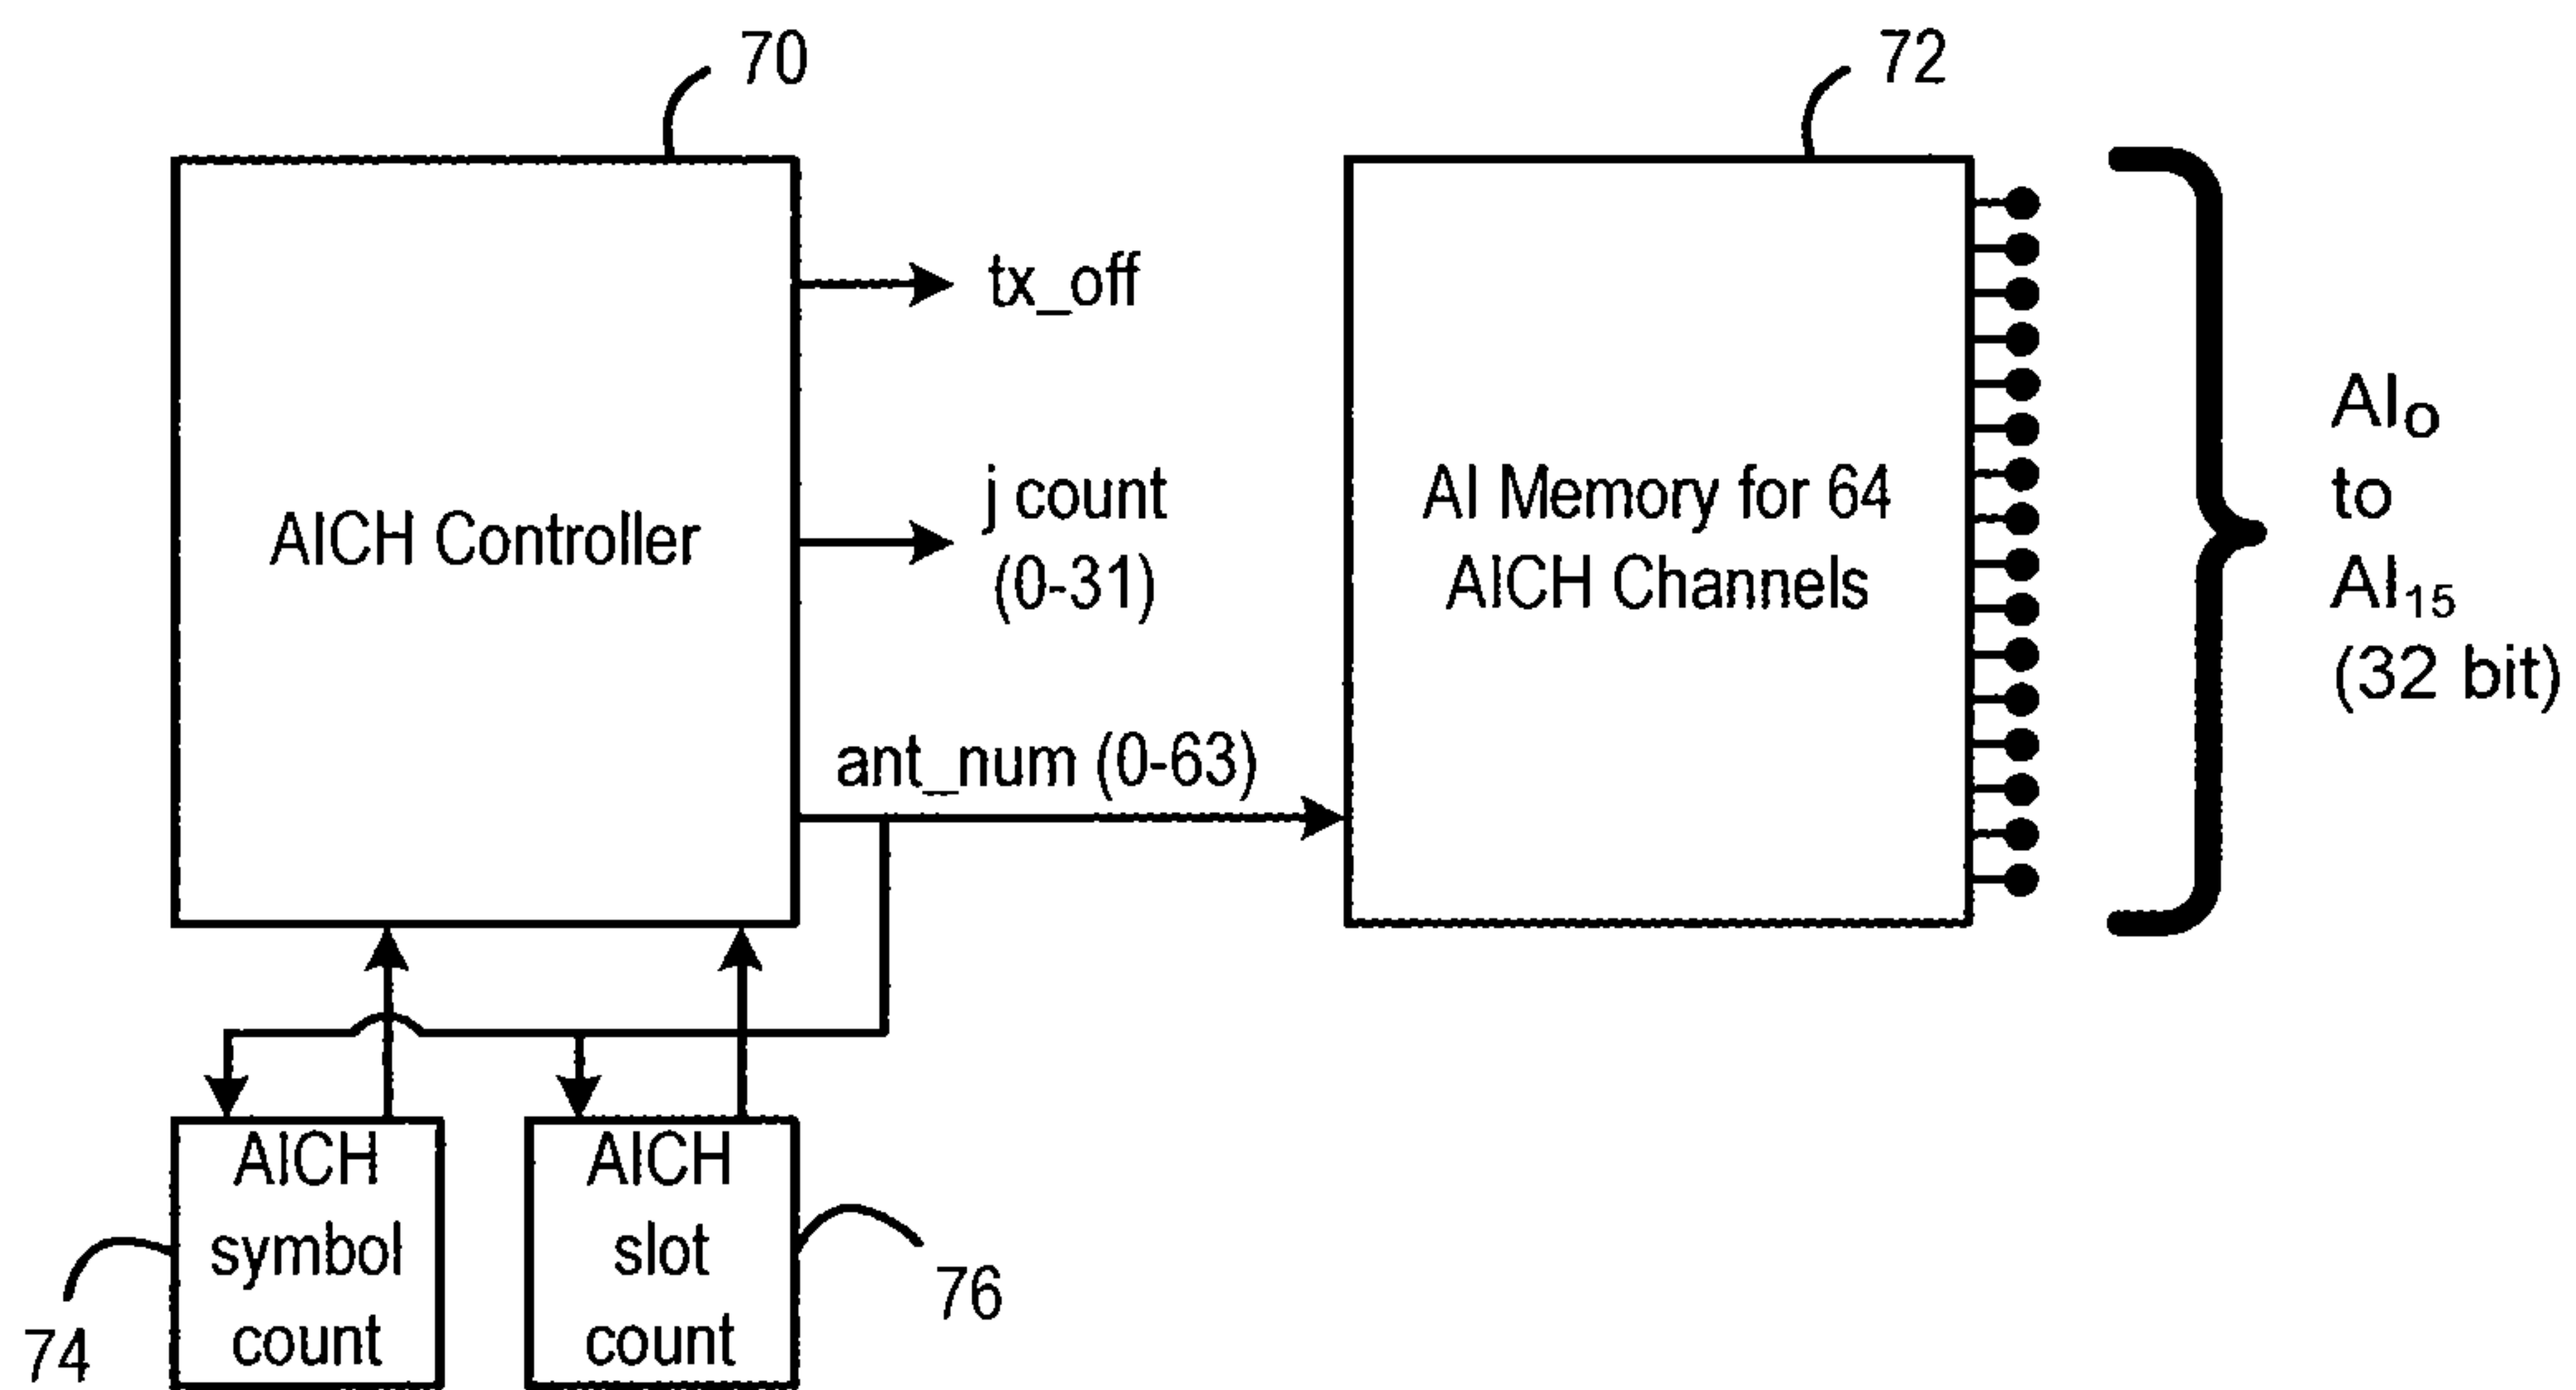 70
72
AICH Controller
tx_off
j count
(0-31)
ant_num (0-63)
AI Memory for 64
AICH Channels
AI0
to
AI15
(32 bit)
AICH
symbol
count
74
AICH
slot
count
76